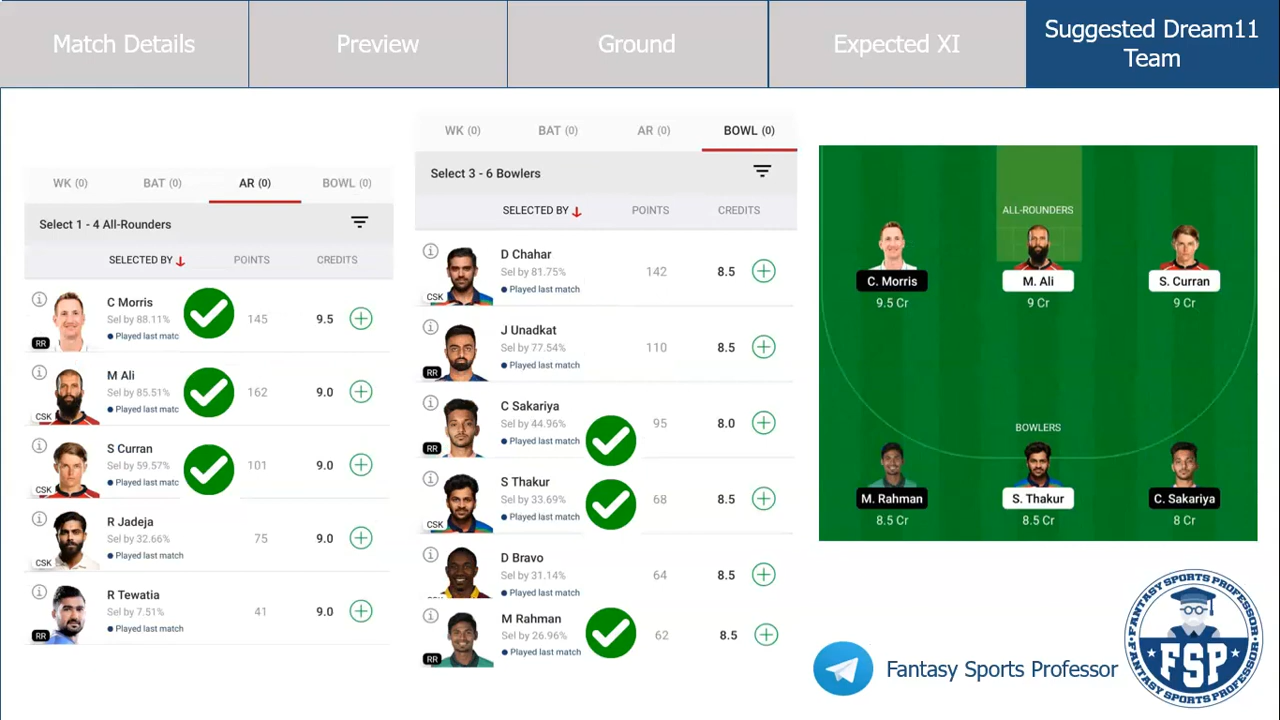 Match Details
Preview
Ground
Expected XI
Suggested Dream11
Team
WK (0)
BAT (0)
AR (0)
BOWL (0)
Select 1 - 4 All-Rounders
SELECTED BY
POINTS
CREDITS
C Morris
Sel by 88.11%
Played last matc
145
9.5
RR
M Ali
Sel by 85.51%
Played last matc
162
9.0
CSK
S Curran
Sel by 59.57%
Played last matc
101
9.0
CSK
R Jadeja
Sel by 32.66%
Played last match
75
9.0
CSK
R Tewatia
Sel by 7.51%
Played last match
41
9.0
RR
WK (0)
BAT (0)
AR (0)
BOWL (0)
Select 3 - 6 Bowlers
SELECTED BY
POINTS
CREDITS
D Chahar
Sel by 81.75%
Played last match
142
8.5
CSK
J Unadkat
Sel by 77.54%
Played last match
110
8.5
RR
C Sakariya
Sel by 44.96%
Played last match
95
8.0
RR
S Thakur
Sel by 33.69%
Played last match
68
8.5
CSK
D Bravo
Sel by 31.14%
Played last match
64
8.5
M Rahman
Sel by 26.96%
Played last match
62
8.5
RR
ALL-ROUNDERS
C. Morris
M. Ali
S. Curran
9.5 Cr
9 Cr
9 Cr
BOWLERS
M. Rahman
S. Thakur
C. Sakariya
8.5 Cr
8.5 Cr
8 Cr
Fantasy Sports Professor
FANTASY SPORTS PROFESSOR
FSP
FANTASY SPORTS PROFESSOR